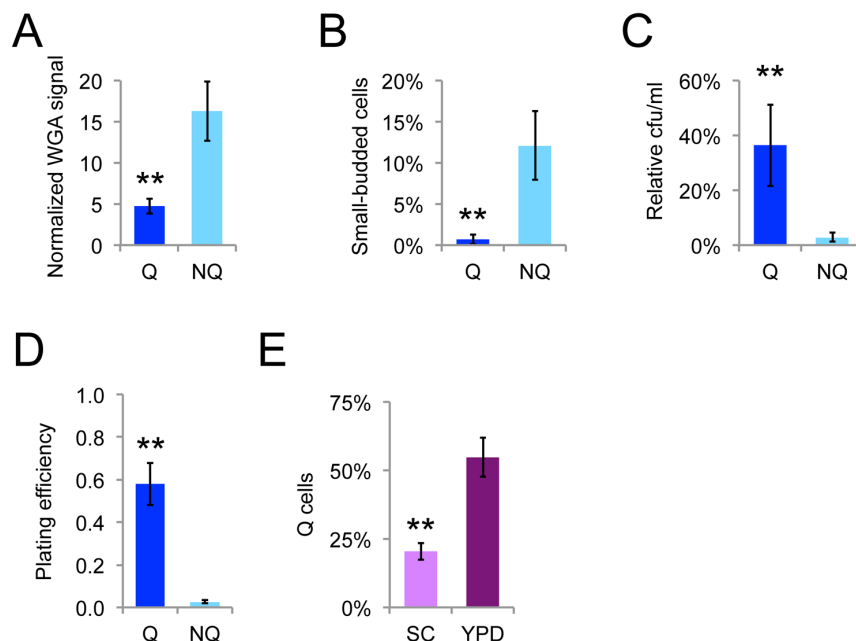 A
Normalized WGA signal
20
15
10
5
0
**
Q NQ
B
Small-budded cells
20%
15%
10%
5%
0%
**
Q NQ
C
Relative cfu/ml
60%
40%
20%
0%
**
Q NQ
D
Plating efficiency
1.0
0.8
0.6
0.4
0.2
0.0
**
Q NQ
E
Q cells
75%
50%
25%
0%
**
SC YPD